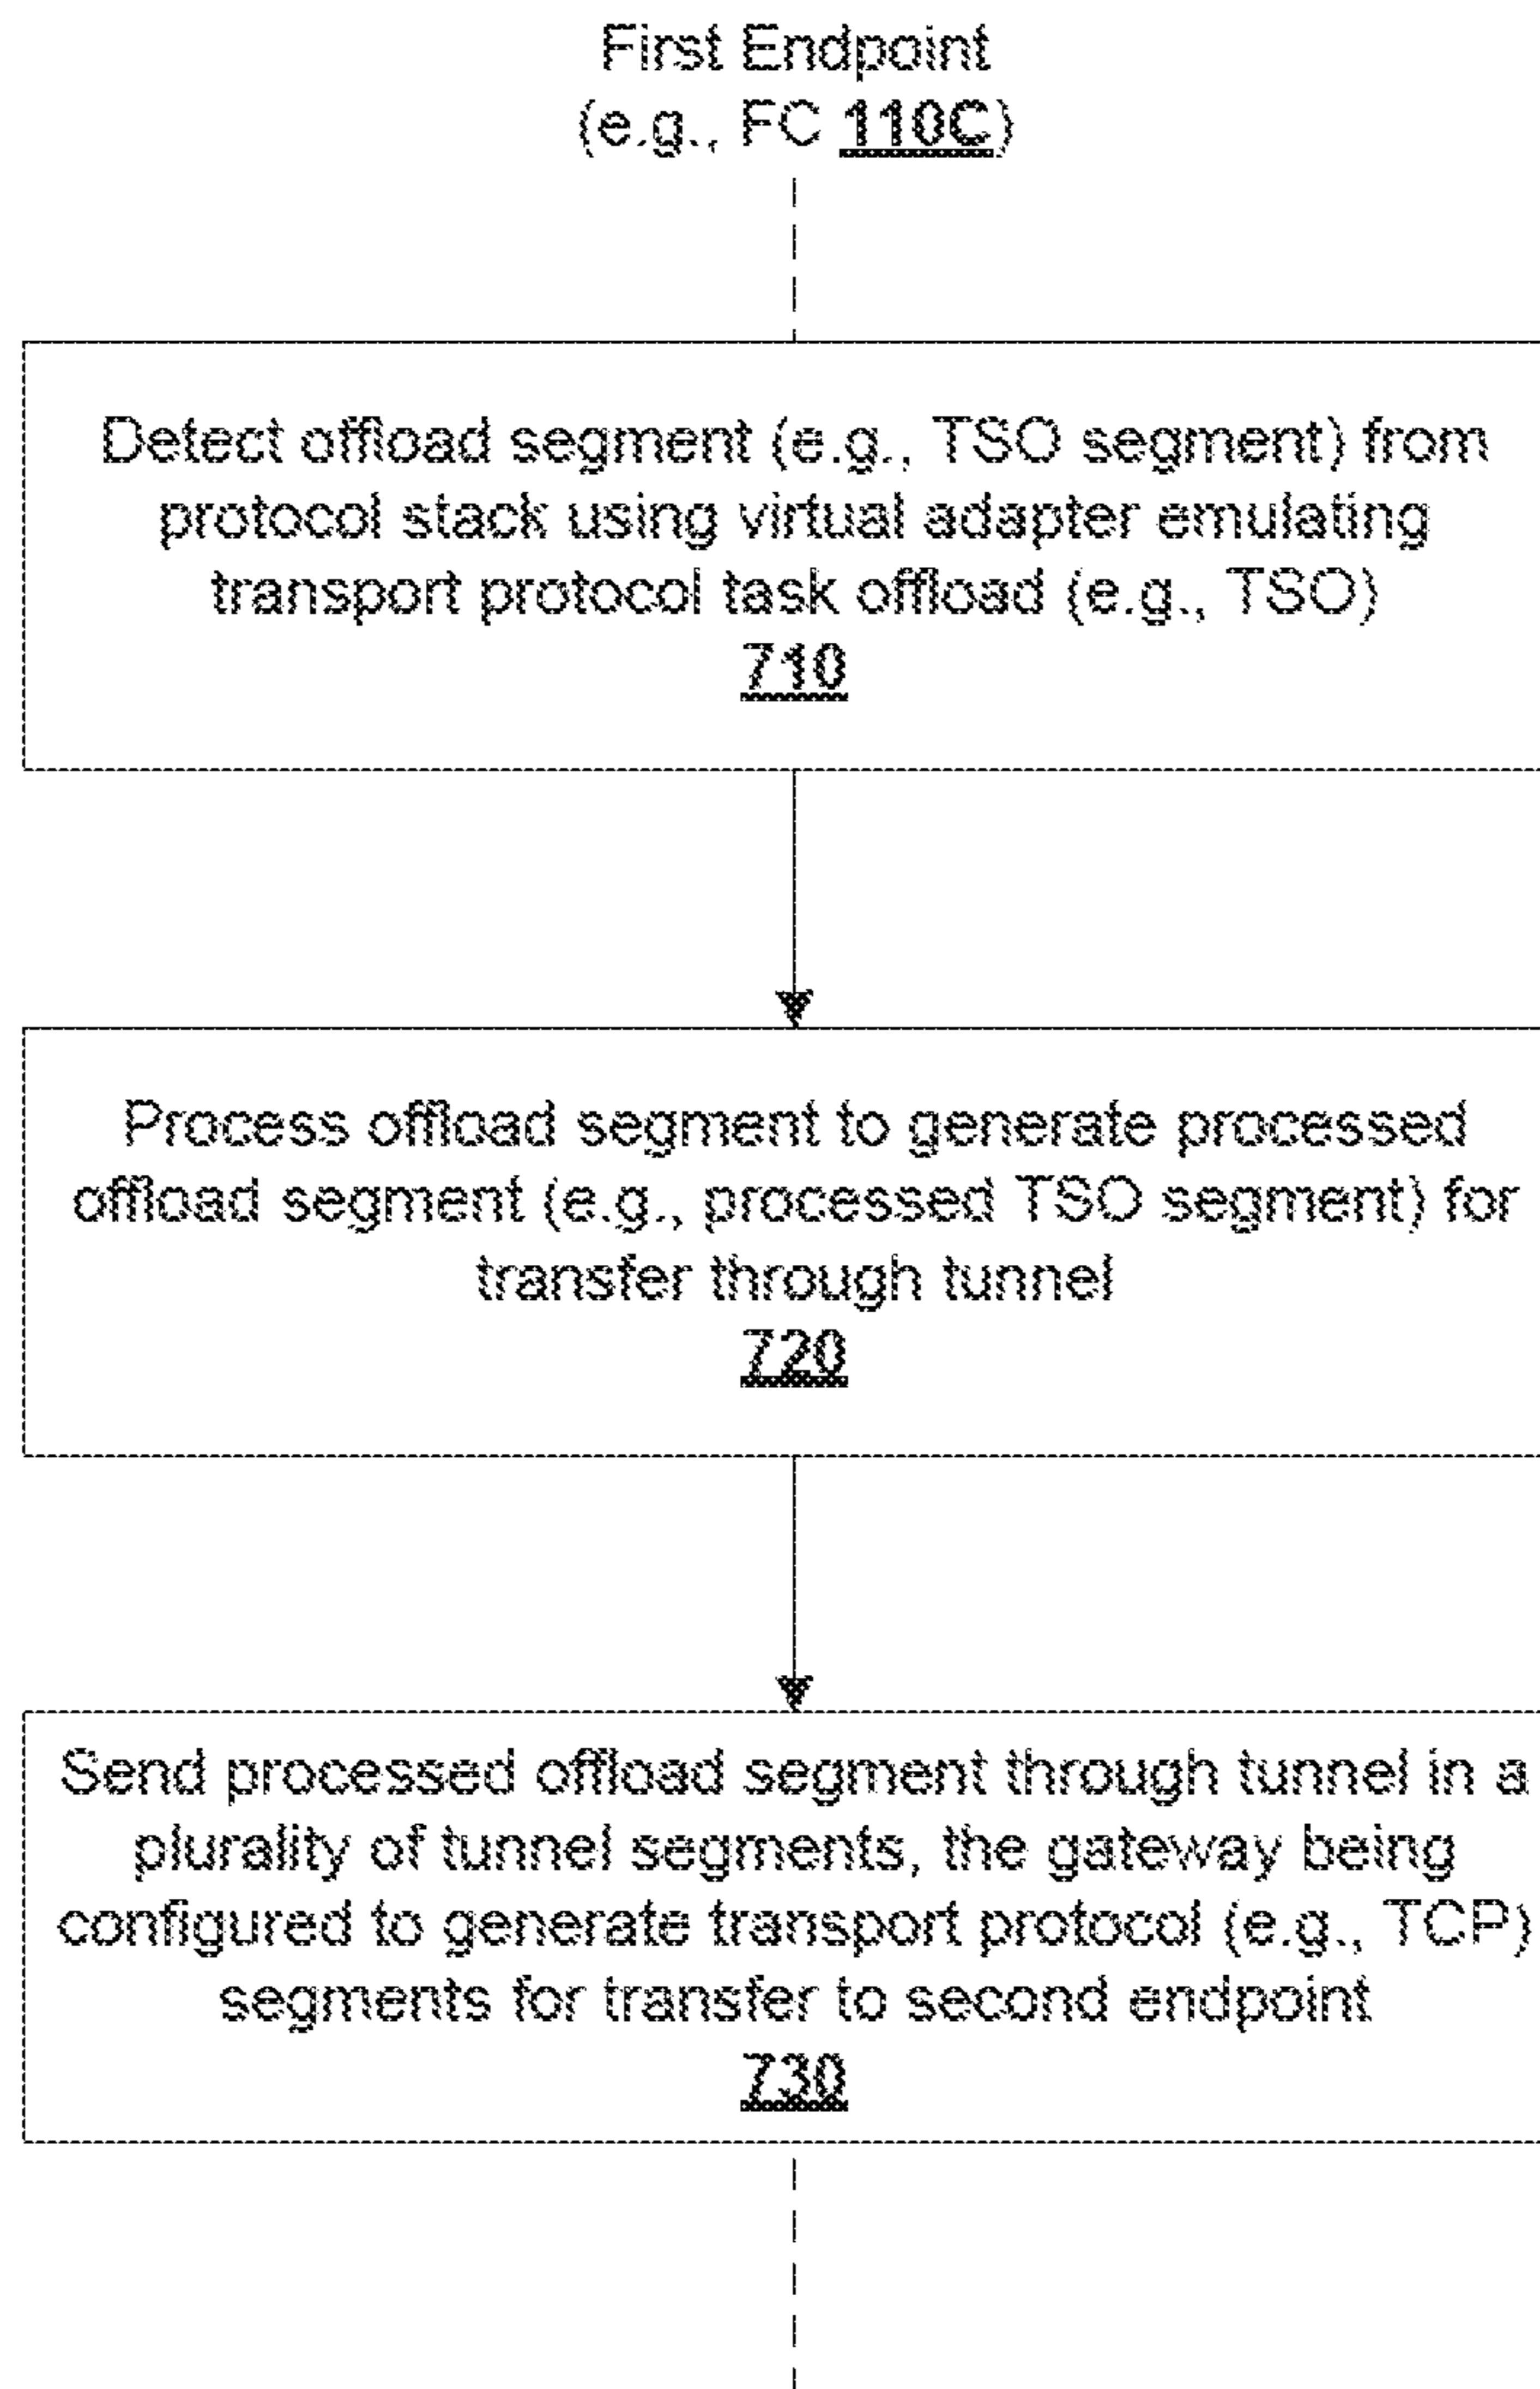 First Endpoint
(e.g., FC 110C)
Detect offload segment (e.g., TSO segment) from
protocol stack using virtual adapter emulating
transport protocol task offload (e.g., TSO)
710
Process offload segment to generate processed
offload segment (e.g., processed TSO segment) for
transfer through tunnel
720
Send processed offload segment through tunnel in a
plurality of tunnel segments, the gateway being
configured to generate transport protocol (e.g., TCP)
segments for transfer to second endpoint
730